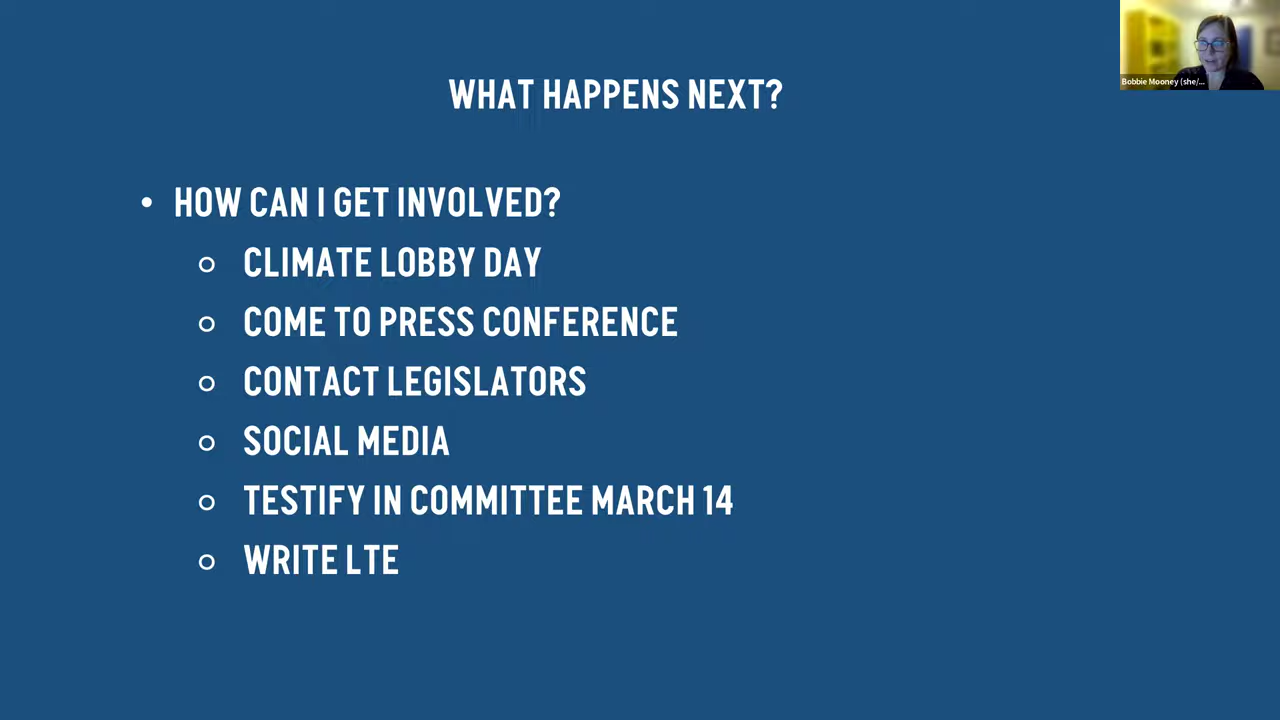 WHAT HAPPENS NEXT?
Bobbie Mooney (she/...
• HOW CAN I GET INVOLVED?
○ CLIMATE LOBBY DAY
○ COME TO PRESS CONFERENCE
○ CONTACT LEGISLATORS
○ SOCIAL MEDIA
○ TESTIFY IN COMMITTEE MARCH 14
○ WRITE LTE